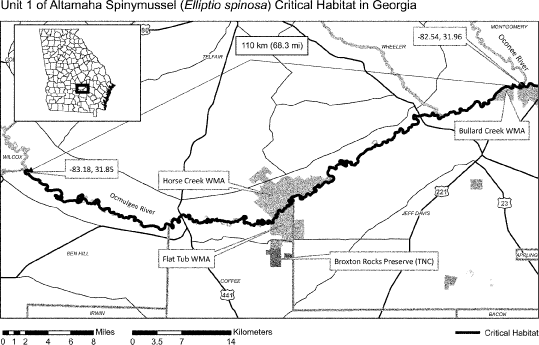 Unit 1 of Altamaha Spinymussel (Elliptio spinosa) Critical Habitat in Georgia
MONTGOMERY
-82.54, 31.96
Oconee River
110 km (68.3 mi)
WHEELER
TELFAIR
Bullard Creek WMA
WILCOX
-83.18, 31.85
Horse Creek WMA
Ocmulgee River
221
23
JEFF DAVIS
BEN HILL
Flat Tub WMA
Broxton Rocks Preserve (TNC)
APPLING
COFFEE
441
IRWIN
BACON
0 1 2 4 6 8 Miles
0 3.5 7 14 Kilometers
Critical Habitat